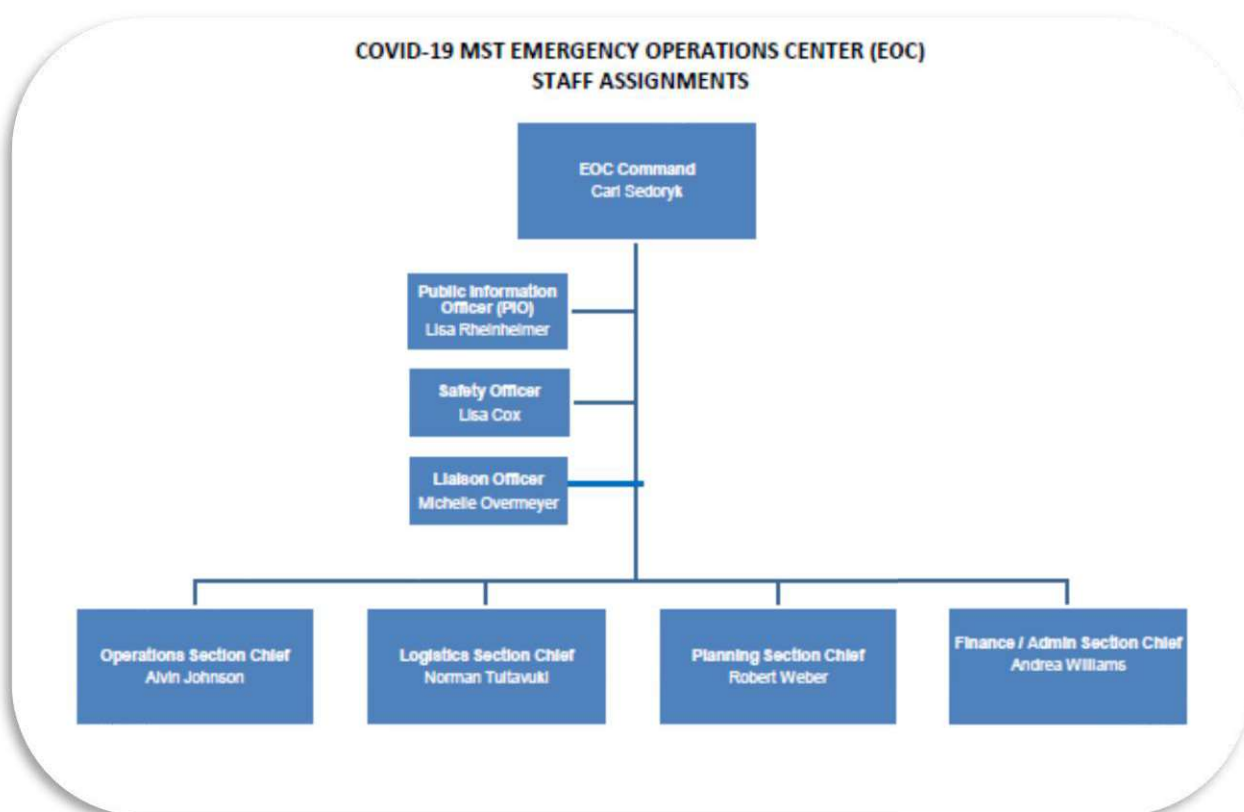 COVID-19 MST EMERGENCY OPERATIONS CENTER (EOC)
STAFF ASSIGNMENTS
EOC Command
Carl Sedoryk
Public Information
Officer (PIO)
Lisa Rheinheimer
Safety Officer
Lisa Cox
Liaison Officer
Michelle Overmeyer
Operations Section Chief
Alvin Johnson
Logistics Section Chief
Norman Tuitavuki
Planning Section Chief
Robert Weber
Finance / Admin Section Chief
Andrea Williams